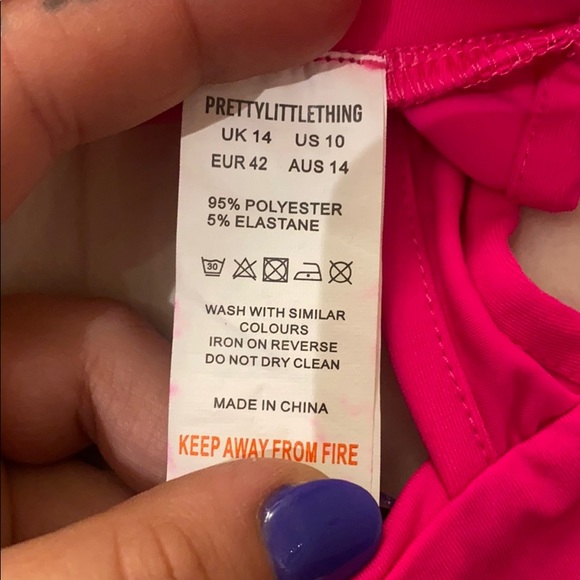 PRETTYLITTLETHING
UK 14 US 10
EUR 42 AUS 14
95% POLYESTER
5% ELASTANE
30
WASH WITH SIMILAR
COLOURS
IRON ON REVERSE
DO NOT DRY CLEAN
MADE IN CHINA
KEEP AWAY FROM FIRE